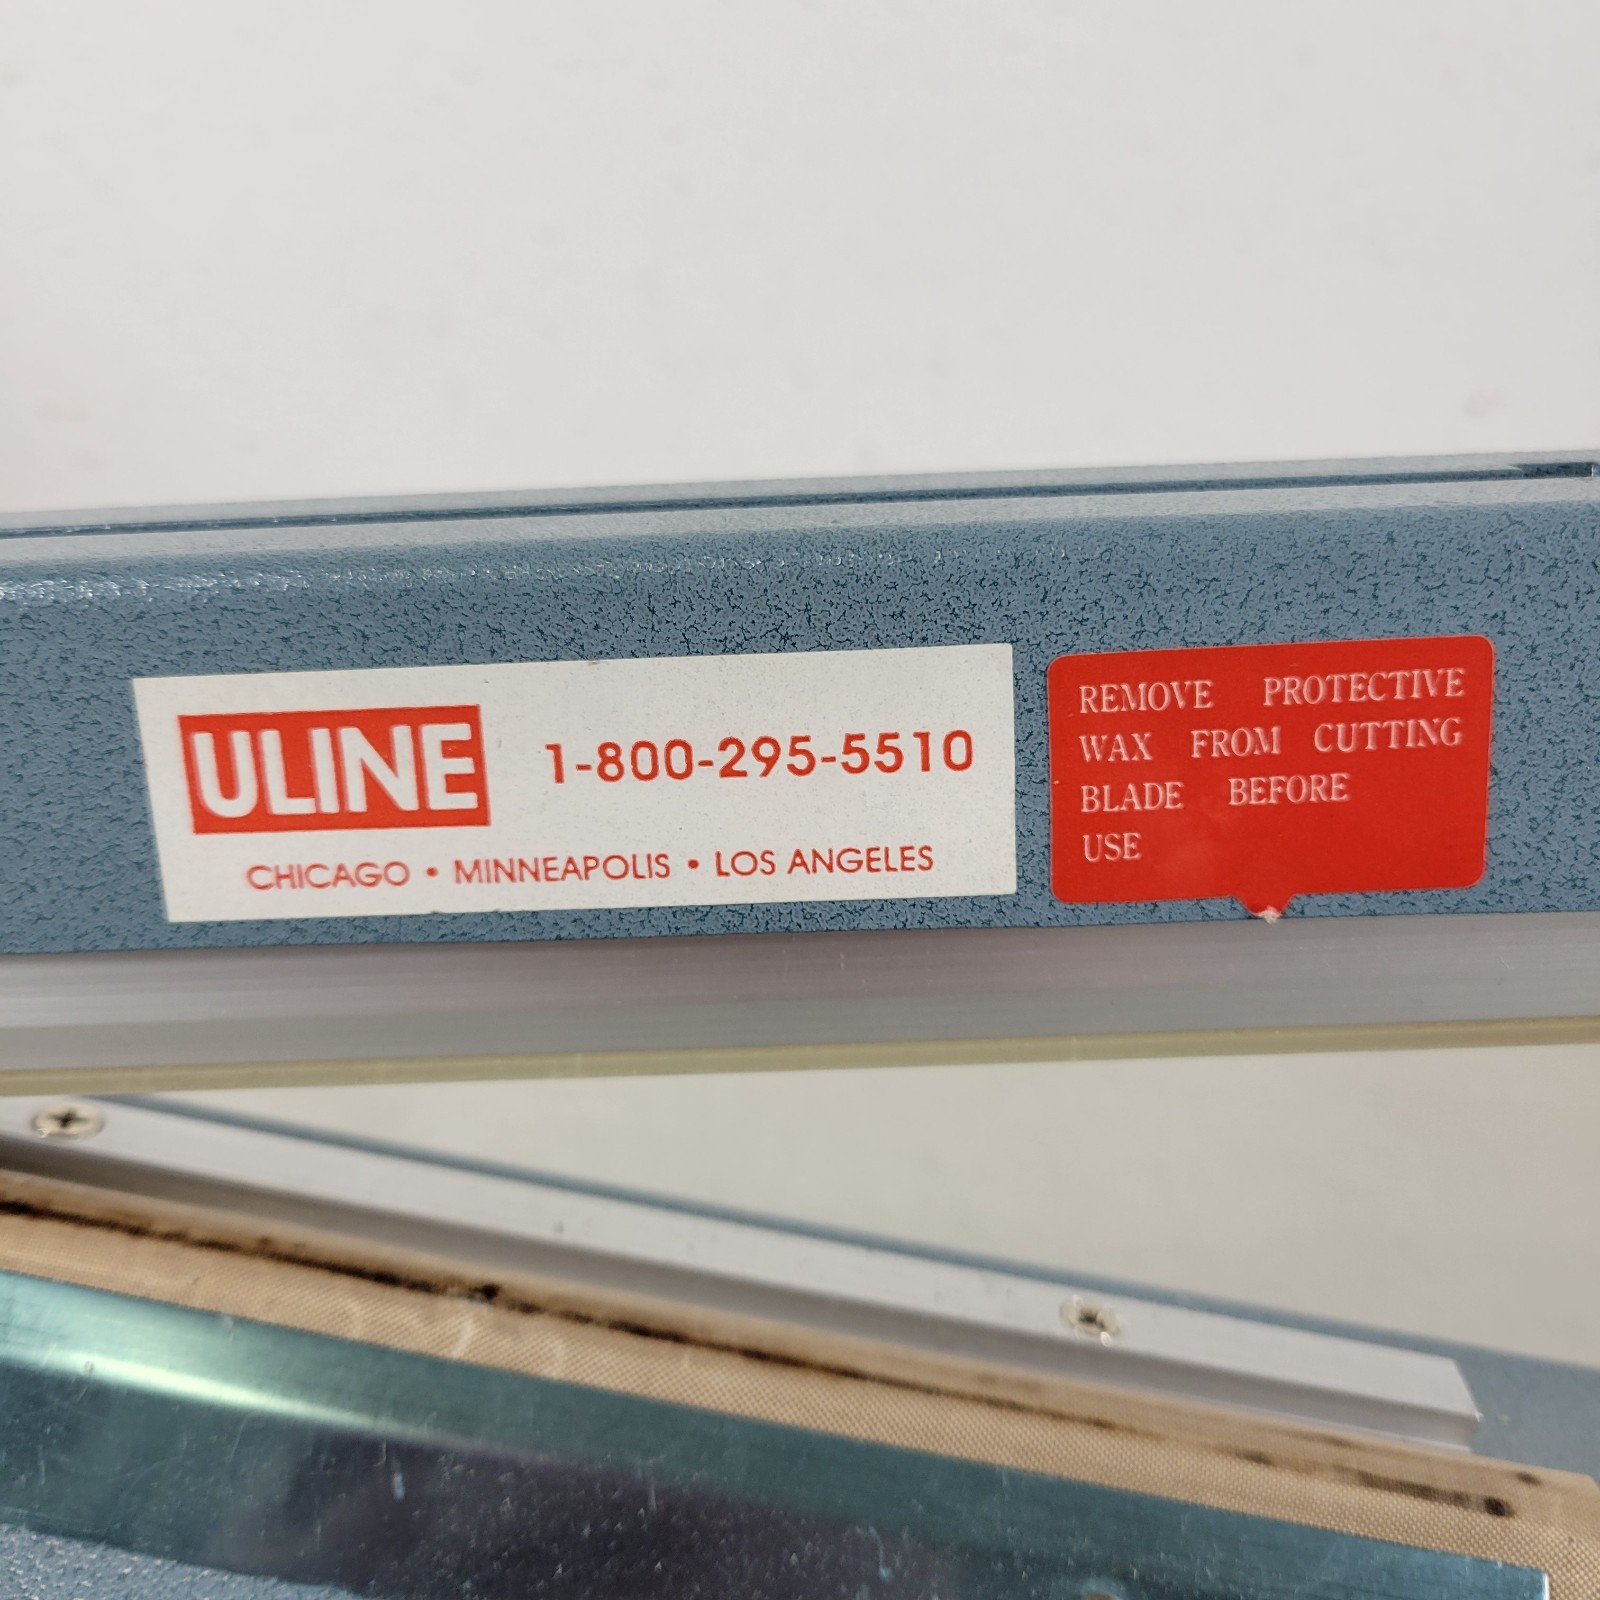 ULINE 1-800-295-5510
CHICAGO • MINNEAPOLIS • LOS ANGELES
REMOVE PROTECTIVE
WAX FROM CUTTING
BLADE BEFORE
USE